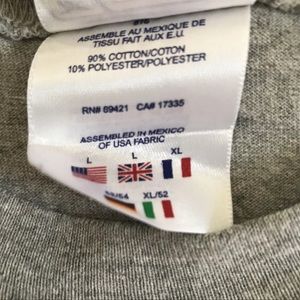 ASSEMBLE AU MEXIQUE DE
TISSU FAIT AUX E.U.
90% COTTON/COTON
10% POLYESTER/POLYESTER
RN# 69421 CA# 17335
ASSEMBLED IN MEXICO
OF USA FABRIC
L L XL
XL/52